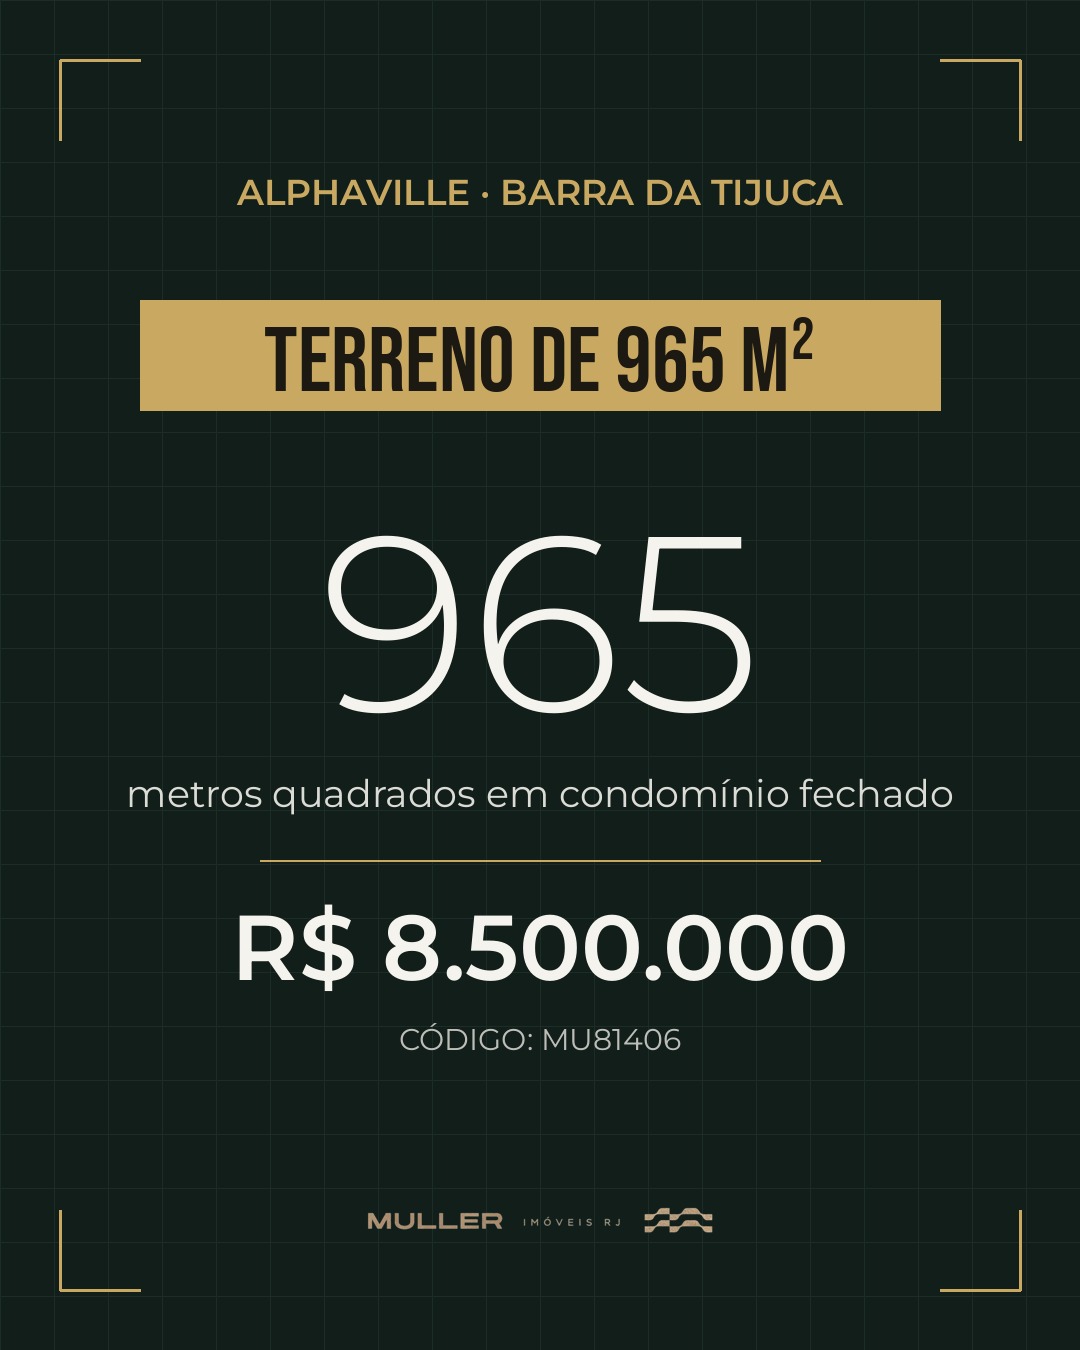 ALPHAVILLE · BARRA DA TIJUCA
TERRENO DE 965 M²
965
metros quadrados em condomínio fechado
R$ 8.500.000
CÓDIGO: MU81406
MULLER IMÓVEIS RJ